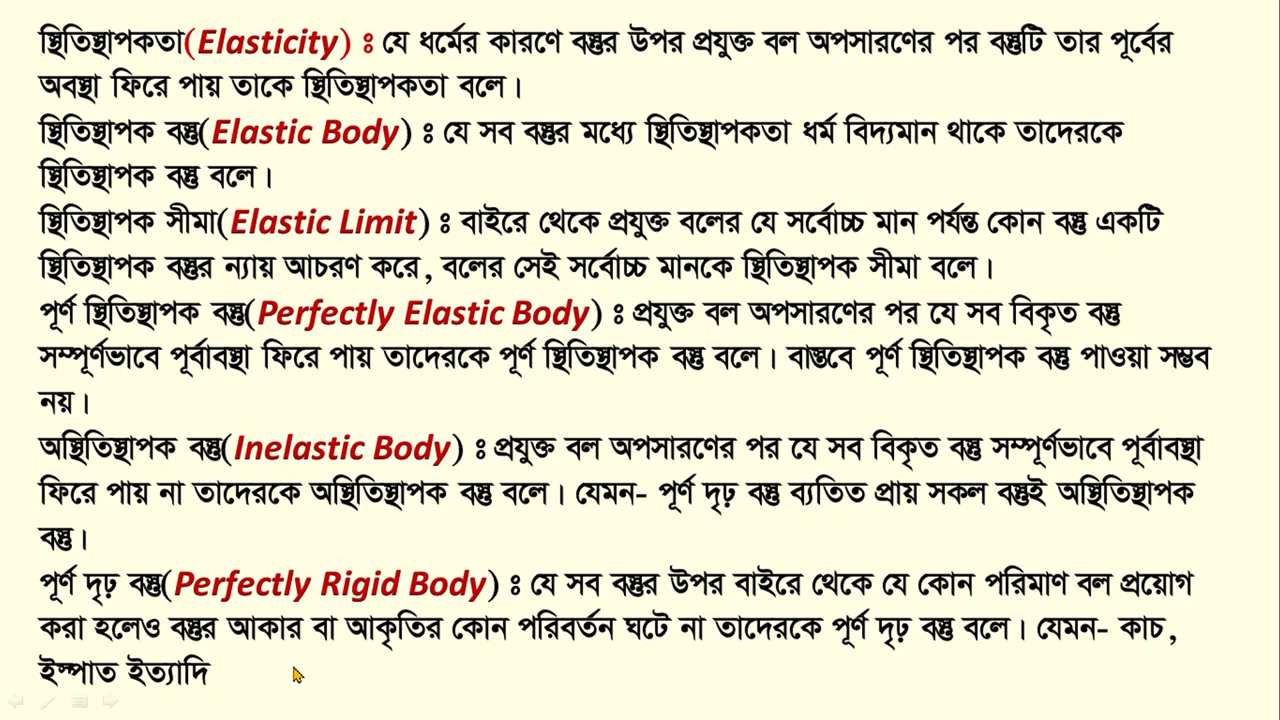 স্থিতিস্থাপকতা(Elasticity) ঃ যে ধর্মের কারণে বস্তুর উপর প্রযুক্ত বল অপসারণের পর বস্তুটি তার পূর্বের
অবস্থা ফিরে পায় তাকে স্থিতিস্থাপকতা বলে।
স্থিতিস্থাপক বস্তু(Elastic Body) ঃ যে সব বস্তুর মধ্যে স্থিতিস্থাপকতা ধর্ম বিদ্যমান থাকে তাদেরকে
স্থিতিস্থাপক বস্তু বলে।
স্থিতিস্থাপক সীমা(Elastic Limit) ঃ বাইরে থেকে প্রযুক্ত বলের যে সর্বোচ্চ মান পর্যন্ত কোন বস্তু একটি
স্থিতিস্থাপক বস্তুর ন্যায় আচরণ করে, বলের সেই সর্বোচ্চ মানকে স্থিতিস্থাপক সীমা বলে।
পূর্ণ স্থিতিস্থাপক বস্তু(Perfectly Elastic Body) ঃ প্রযুক্ত বল অপসারণের পর যে সব বিকৃত বস্তু
সম্পূর্ণভাবে পূর্বাবস্থা ফিরে পায় তাদেরকে পূর্ণ স্থিতিস্থাপক বস্তু বলে। বাস্তবে পূর্ণ স্থিতিস্থাপক বস্তু পাওয়া সম্ভব
নয়।
অস্থিতিস্থাপক বস্তু(Inelastic Body) ঃ প্রযুক্ত বল অপসারণের পর যে সব বিকৃত বস্তু সম্পূর্ণভাবে পূর্বাবস্থা
ফিরে পায় না তাদেরকে অস্থিতিস্থাপক বস্তু বলে। যেমন- পূর্ণ দৃঢ় বস্তু ব্যতিত প্রায় সকল বস্তুই অস্থিতিস্থাপক
বস্তু।
পূর্ণ দৃঢ় বস্তু(Perfectly Rigid Body) ঃ যে সব বস্তুর উপর বাইরে থেকে যে কোন পরিমাণ বল প্রয়োগ
করা হলেও বস্তুর আকার বা আকৃতির কোন পরিবর্তন ঘটে না তাদেরকে পূর্ণ দৃঢ় বস্তু বলে। যেমন- কাচ,
ইস্পাত ইত্যাদি